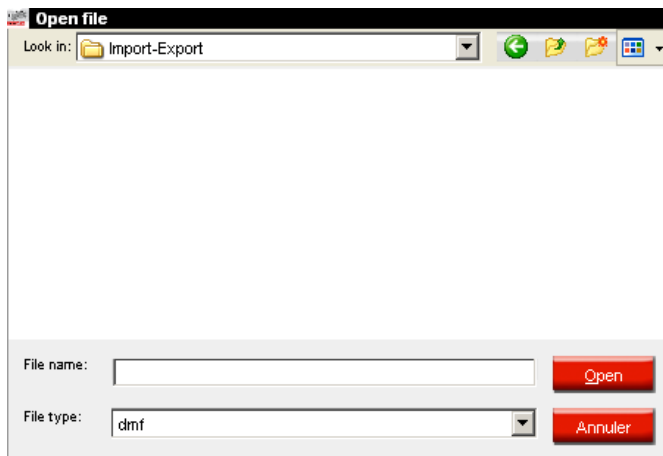 Open file
Look in: Import-Export
File name:
Open
File type: dmf
Annuler